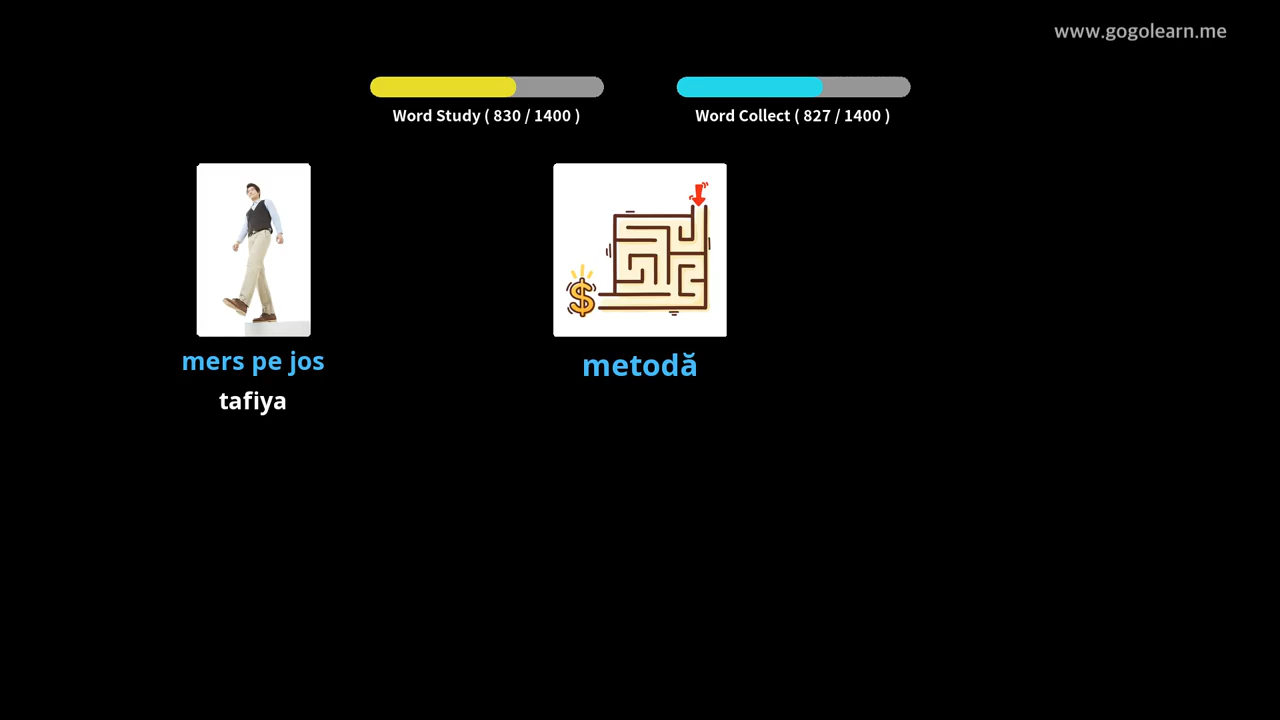 www.gogolearn.me
Word Study ( 830 / 1400 )
Word Collect ( 827 / 1400 )
mers pe jos
tafiya
metodă